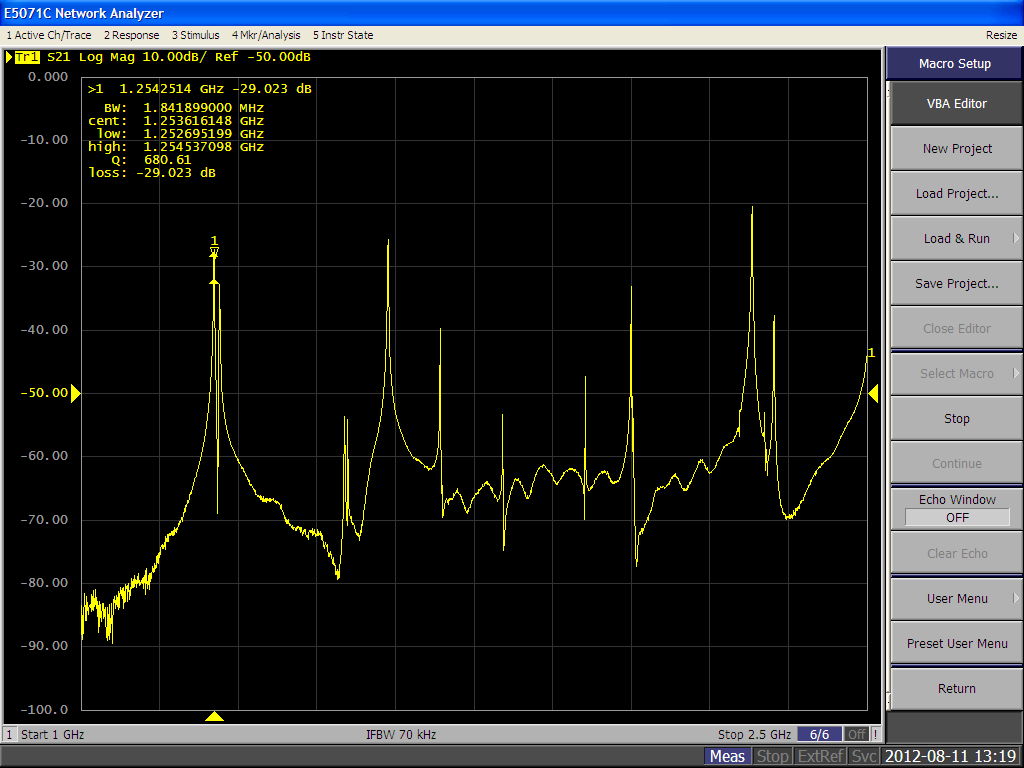 E5071C Network Analyzer
1 Active Ch/Trace 2 Response 3 Stimulus 4 Mkr/Analysis 5 Instr State Resize
Tr1 S21 Log Mag 10.00dB/ Ref -50.00dB
0.000
-10.00
-20.00
-30.00
-40.00
-50.00
-60.00
-70.00
-80.00
-90.00
-100.0
>1 1.2542514 GHz -29.023 dB
BW: 1.841899000 MHz
cent: 1.253616148 GHz
low: 1.252695199 GHz
high: 1.254537098 GHz
Q: 680.61
loss: -29.023 dB
1
1
Macro Setup
VBA Editor
New Project
Load Project...
Load & Run
Save Project...
Close Editor
Select Macro
Stop
Continue
Echo Window
OFF
Clear Echo
User Menu
Preset User Menu
Return
1 Start 1 GHz IFBW 70 kHz Stop 2.5 GHz 6/6 Off !
Meas Stop ExtRef Svc 2012-08-11 13:19